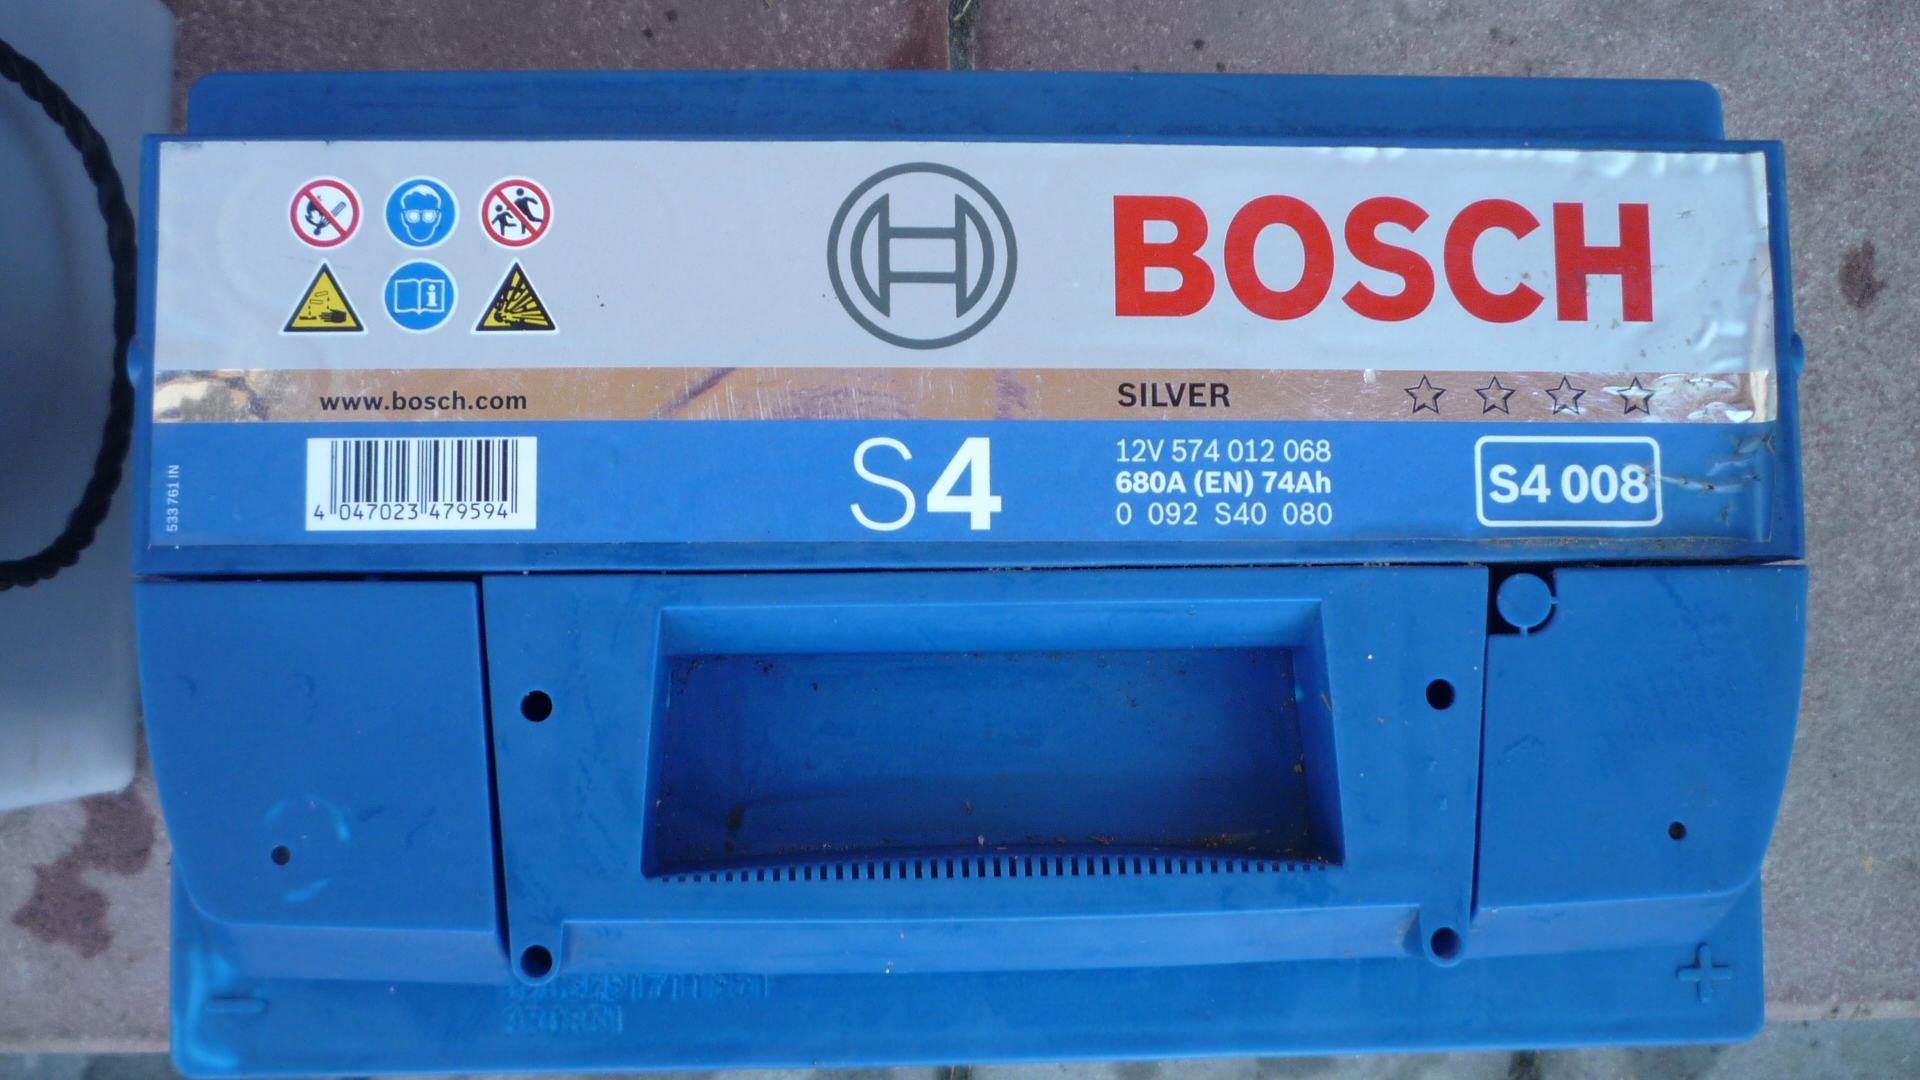 BOSCH
www.bosch.com
SILVER
S4
12V 574 012 068
680A (EN) 74Ah
0 092 S40 080
S4 008
4 047023 479594
533 761 IN